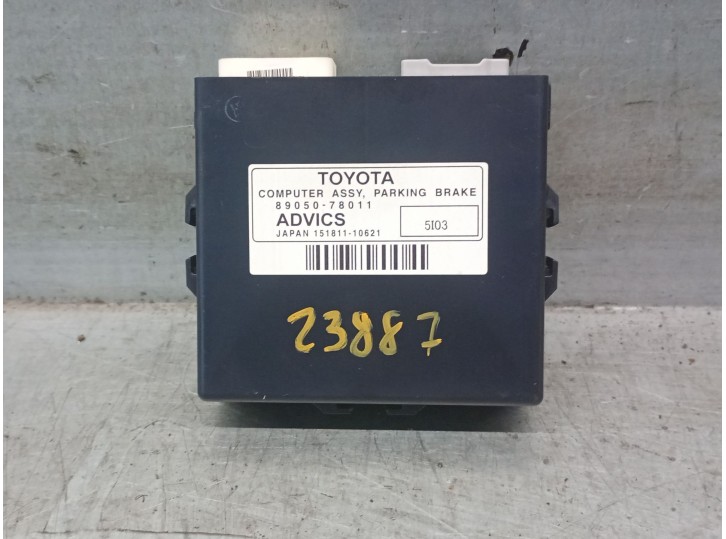 TOYOTA
COMPUTER ASSY, PARKING BRAKE
89050-78011
ADVICS
5I03
JAPAN 151811-10621
23887